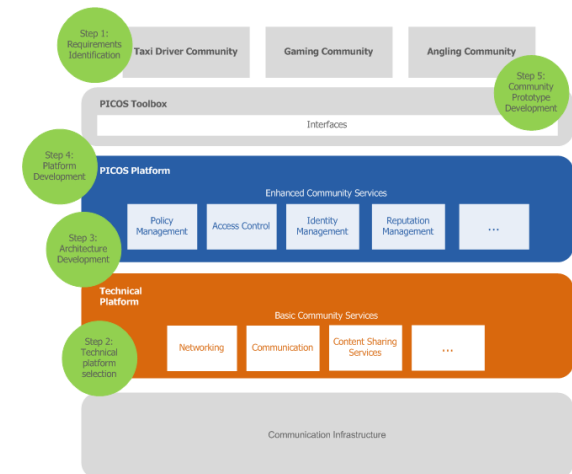 Step 1:
Requirements
Identification
Taxi Driver Community
Gaming Community
Angling Community
Step 5:
Community
Prototype
Development
PICOS Toolbox
Interfaces
Step 4:
Platform
Development
PICOS Platform
Enhanced Community Services
Policy
Management
Access Control
Identity
Management
Reputation
Management
...
Step 3:
Architecture
Development
Technical
Platform
Basic Community Services
Step 2:
Technical
platform
selection
Networking
Communication
Content Sharing
Services
...
Communication Infrastructure